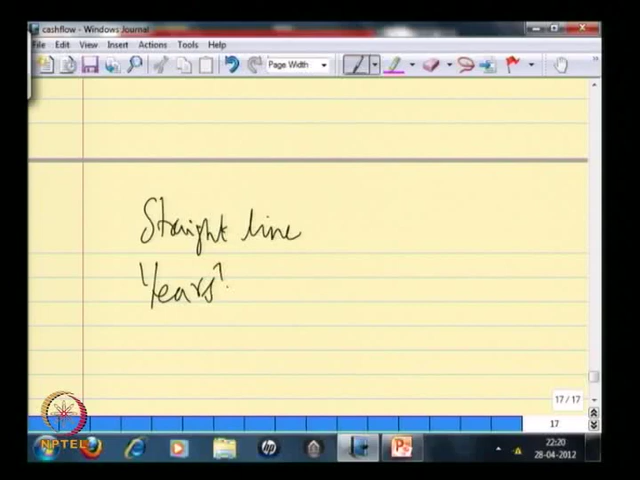 cashflow - Windows Journal
File Edit View Insert Actions Tools Help
Page Width
Straight line
Years?
17 / 17
17
NPTEL
22:20
28-04-2012